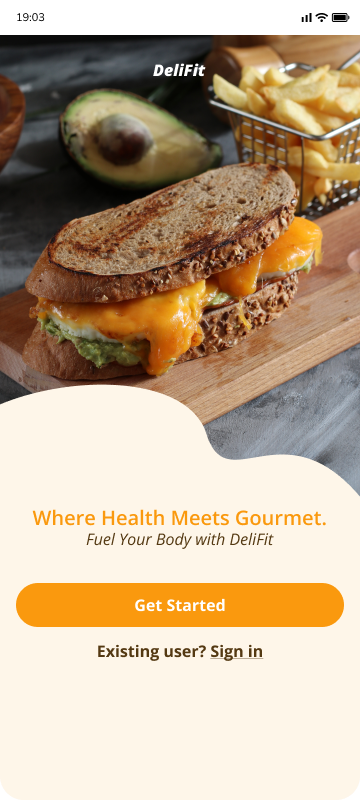 19:03
DeliFit
Where Health Meets Gourmet.
Fuel Your Body with DeliFit
Get Started
Existing user? Sign in